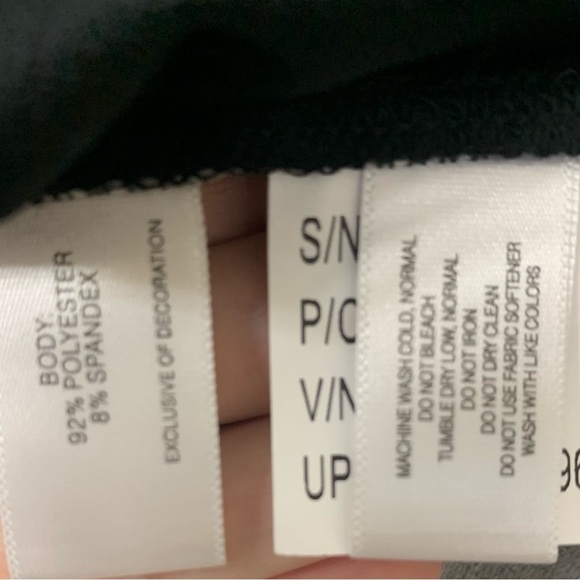 BODY:
92% POLYESTER
8% SPANDEX
EXCLUSIVE OF DECORATION
S/N
P/
V/N
UP
MACHINE WASH COLD, NORMAL
DO NOT BLEACH
TUMBLE DRY LOW, NORMAL
DO NOT IRON
DO NOT DRY CLEAN
DO NOT USE FABRIC SOFTENER
WASH WITH LIKE COLORS
96